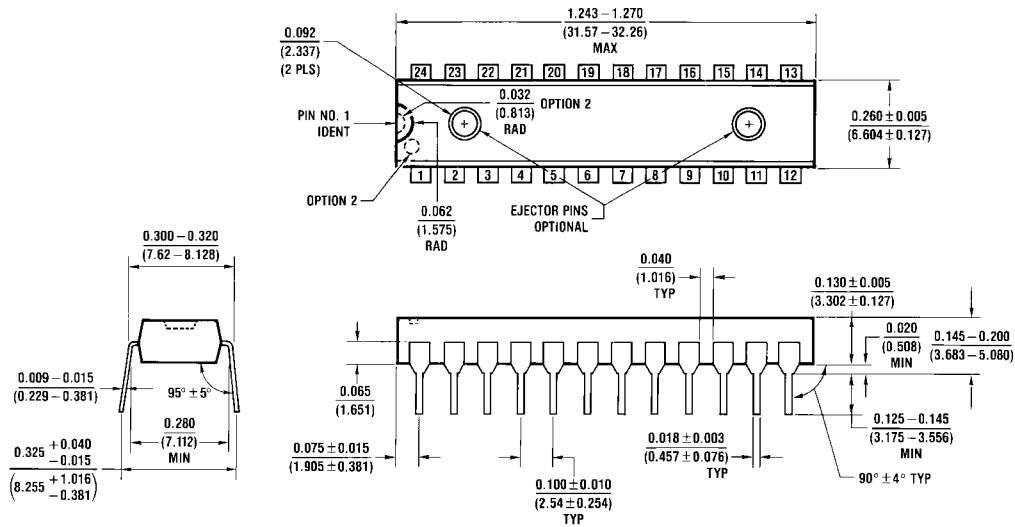 1.243 – 1.270
(31.57 – 32.26)
MAX
0.092
(2.337)
(2 PLS)
24 23 22 21 20 19 18 17 16 15 14 13
0.032
(0.813)
RAD
OPTION 2
PIN NO. 1
IDENT
0.260 ± 0.005
(6.604 ± 0.127)
1 2 3 4 5 6 7 8 9 10 11 12
OPTION 2
0.062
(1.575)
RAD
EJECTOR PINS
OPTIONAL
0.300 – 0.320
(7.62 – 8.128)
0.009 – 0.015
(0.229 – 0.381)
95° ± 5°
0.280
(7.112)
MIN
0.325 + 0.040
– 0.015
(8.255 + 1.016
– 0.381)
0.040
(1.016)
TYP
0.130 ± 0.005
(3.302 ± 0.127)
0.020
(0.508)
MIN
0.145 – 0.200
(3.683 – 5.080)
0.065
(1.651)
0.075 ± 0.015
(1.905 ± 0.381)
0.100 ± 0.010
(2.54 ± 0.254)
TYP
0.018 ± 0.003
(0.457 ± 0.076)
TYP
0.125 – 0.145
(3.175 – 3.556)
MIN
90° ± 4° TYP